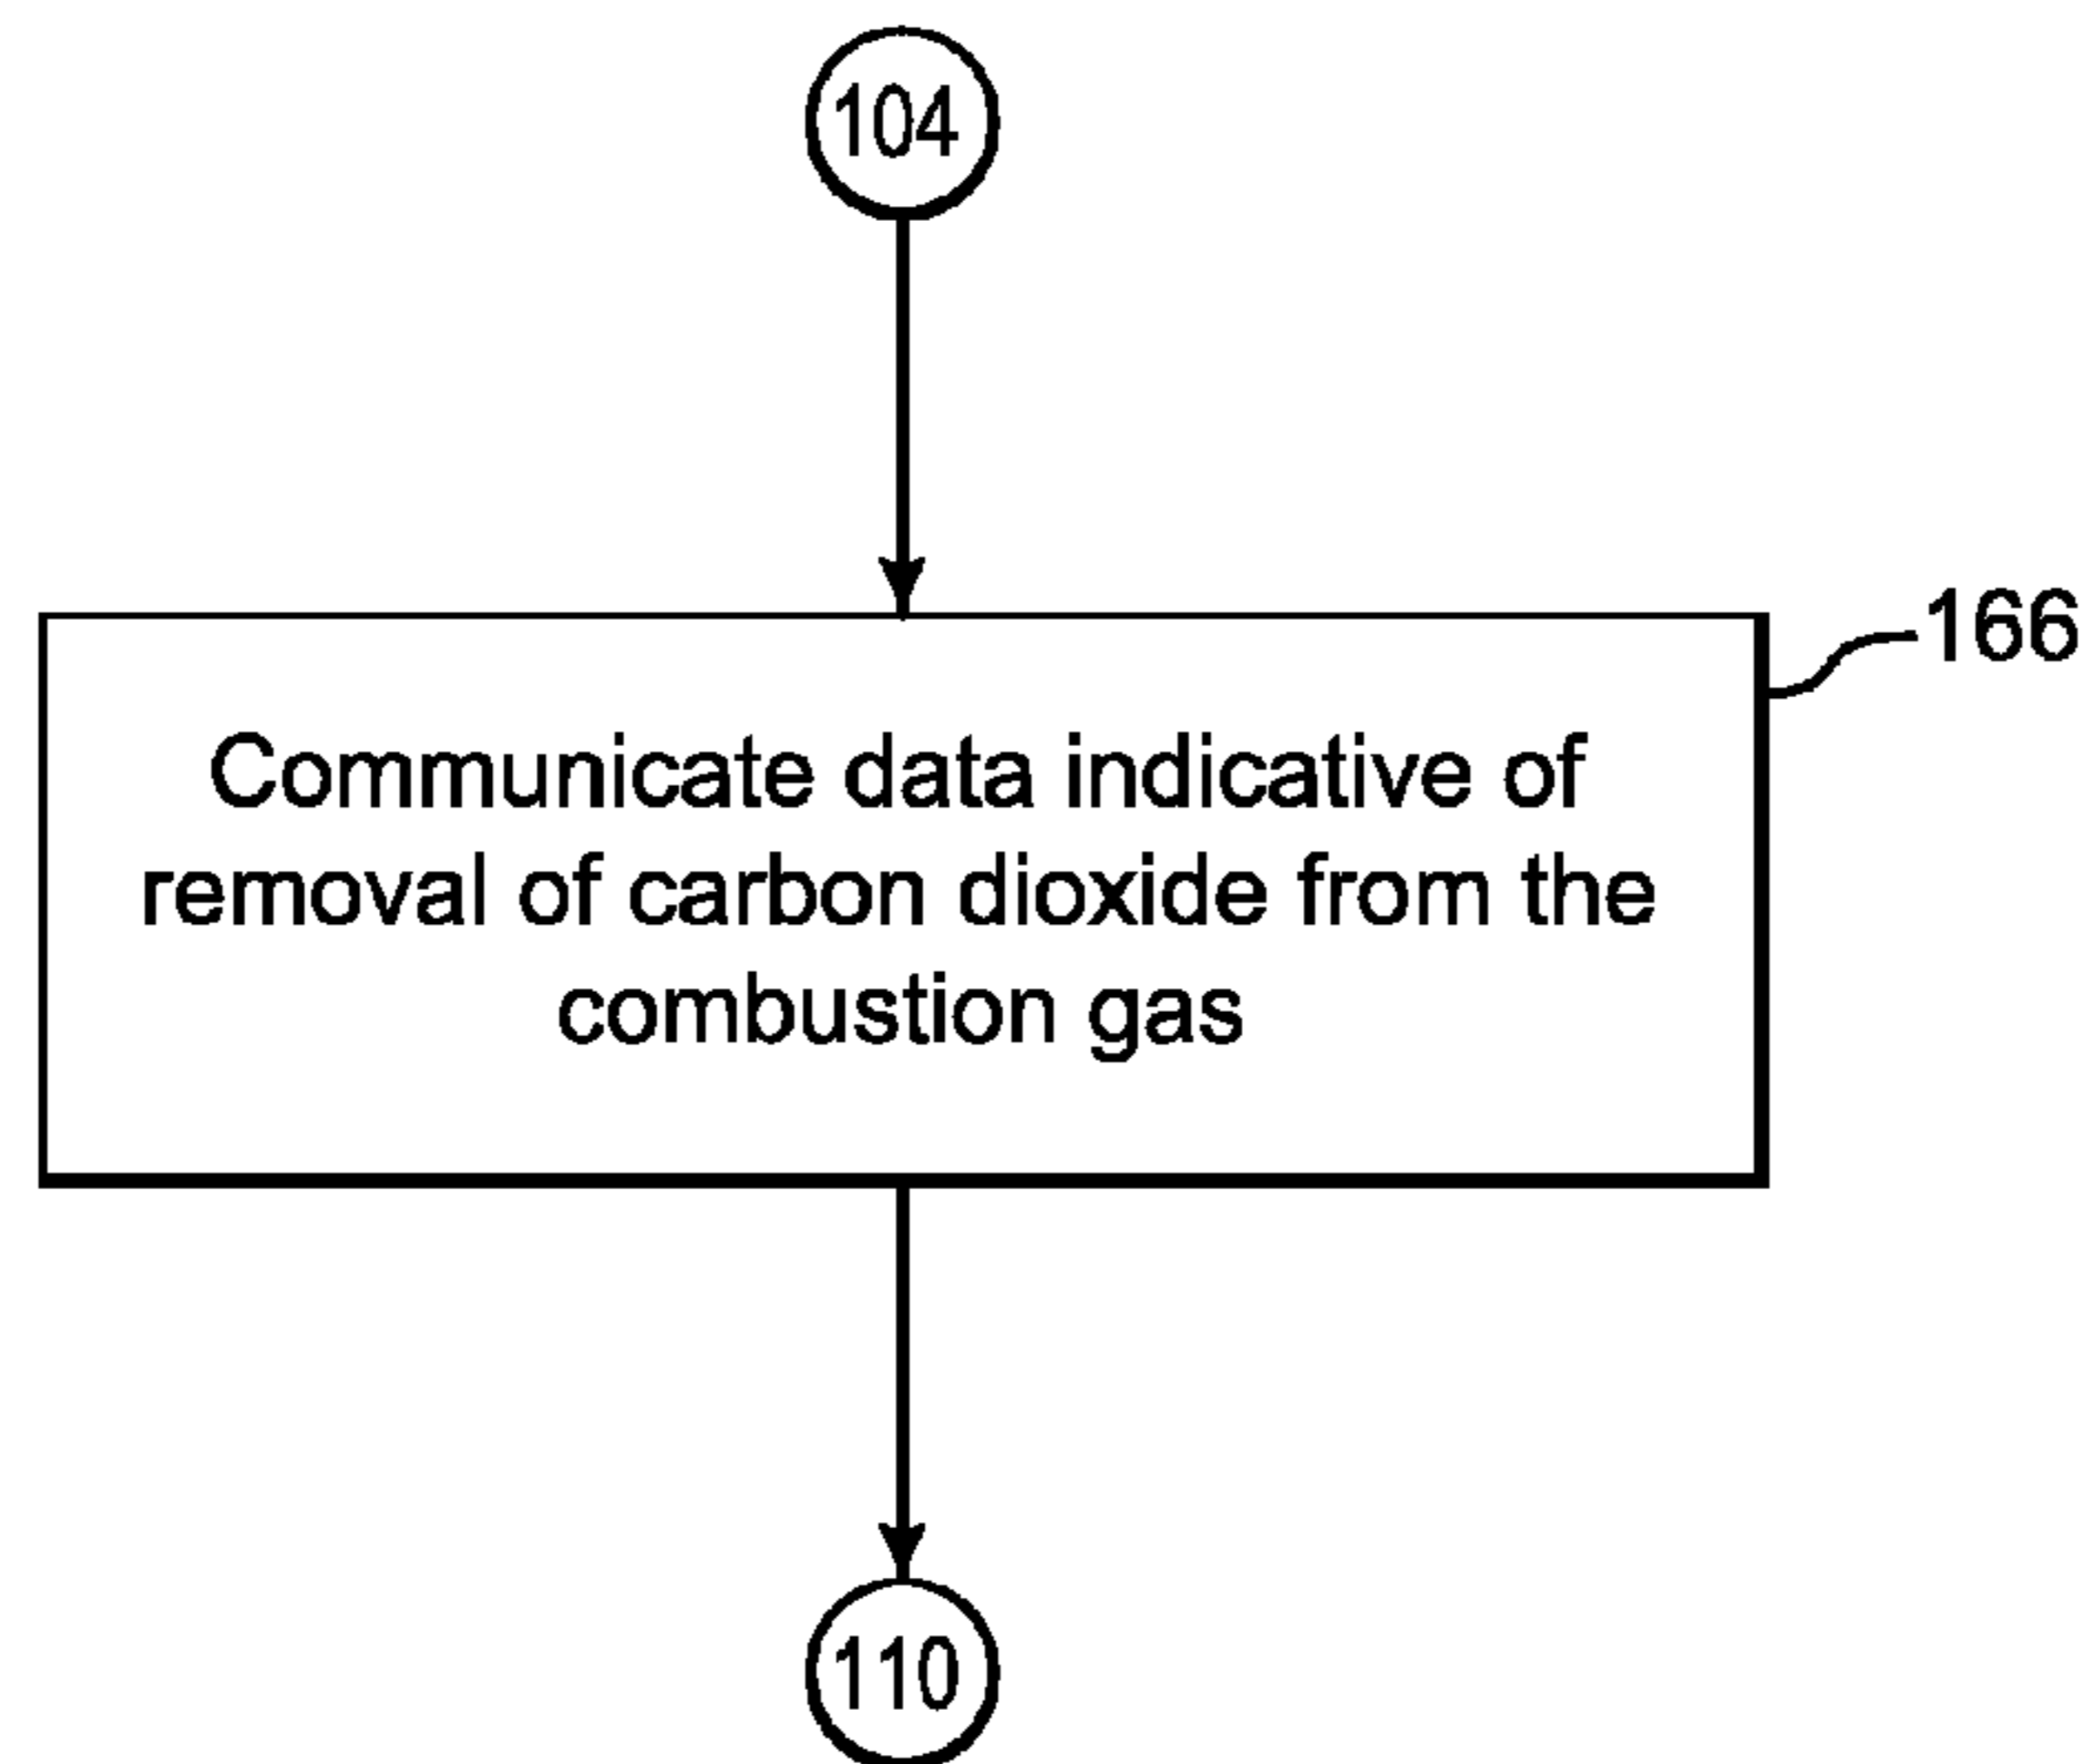 104
166
Communicate data indicative of
removal of carbon dioxide from the
combustion gas
110